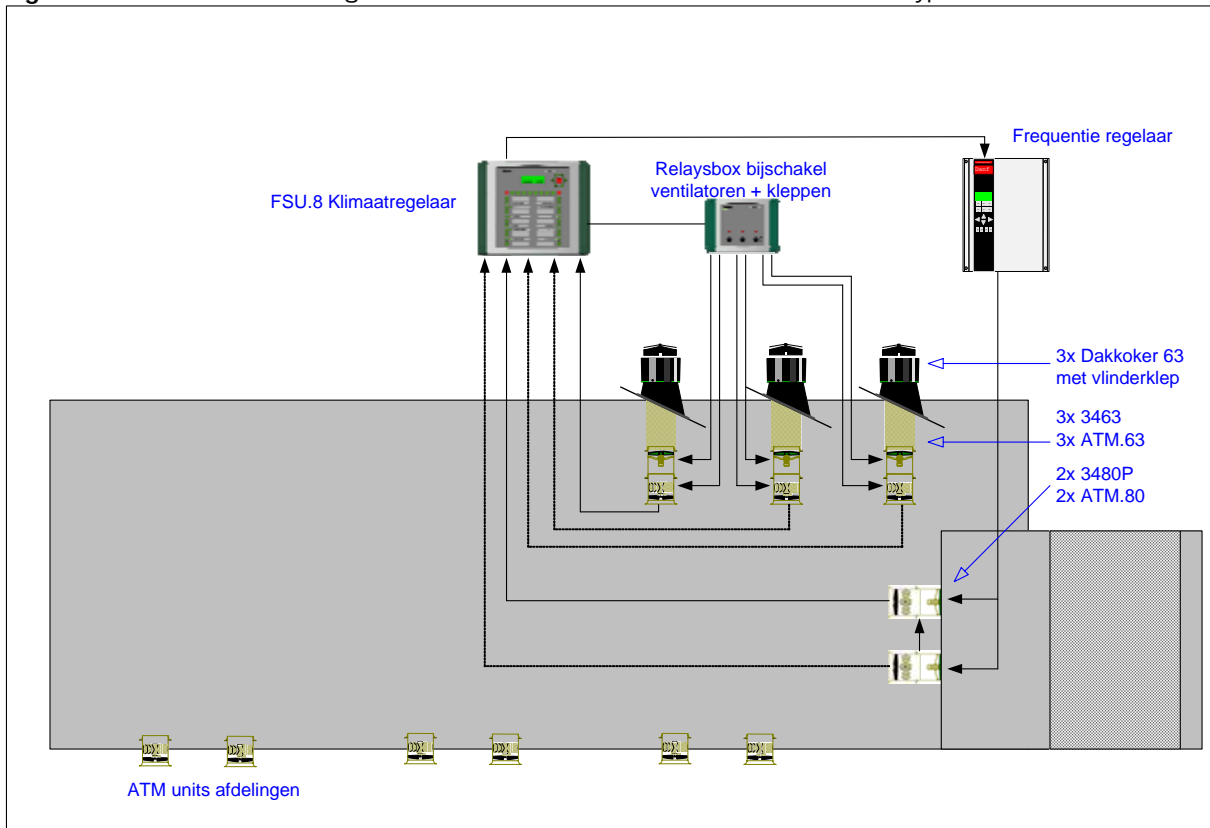 Frequentie regelaar
Relaysbox bijschakel
ventilatoren + kleppen
FSU.8 Klimaatregelaar
3x Dakkoker 63
met vlinderklep
3x 3463
3x ATM.63
2x 3480P
2x ATM.80
ATM units afdelingen